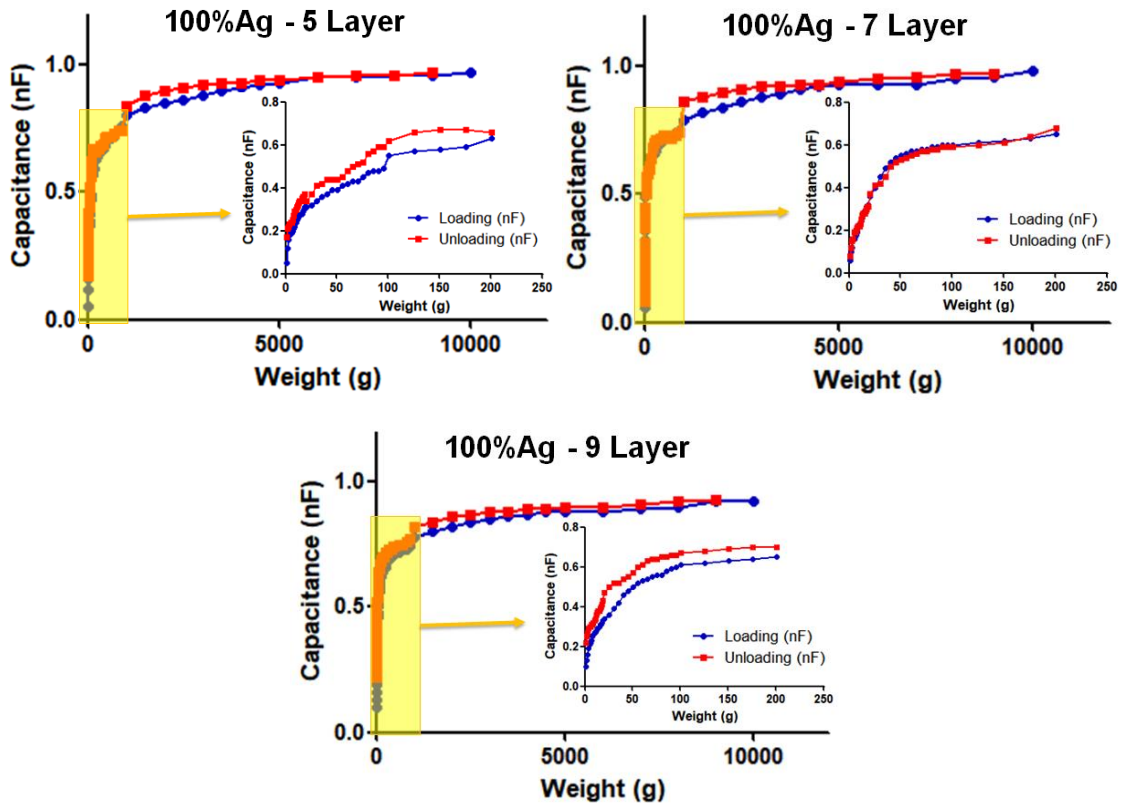 100%Ag - 5 Layer
Capacitance (nF)
1.0
0.5
0.0
0
5000
10000
Weight (g)
Capacitance (nF)
0.8
0.6
0.4
0.2
0.0
0
50
100
150
200
250
Weight (g)
Loading (nF)
Unloading (nF)
100%Ag - 7 Layer
Capacitance (nF)
1.0
0.5
0.0
0
5000
10000
Weight (g)
Capacitance (nF)
0.8
0.6
0.4
0.2
0.0
0
50
100
150
200
250
Weight (g)
Loading (nF)
Unloading (nF)
100%Ag - 9 Layer
Capacitance (nF)
1.0
0.5
0.0
0
5000
10000
Weight (g)
Capacitance (nF)
0.8
0.6
0.4
0.2
0.0
0
50
100
150
200
250
Weight (g)
Loading (nF)
Unloading (nF)